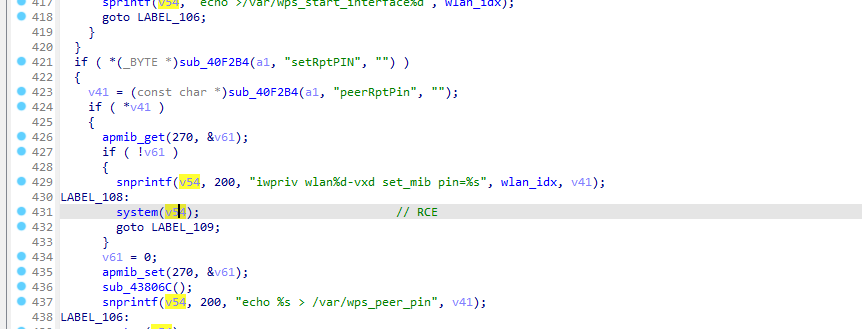 417 sprintf(v54, "echo >/var/wps_start_interface%d", wlan_idx);
418 goto LABEL_106;
419 }
420 }
421 if ( *(_BYTE *)sub_40F2B4(a1, "setRptPIN", "") )
422 {
423 v41 = (const char *)sub_40F2B4(a1, "peerRptPin", "");
424 if ( *v41 )
425 {
426 apmib_get(270, &v61);
427 if ( !v61 )
428 {
429 snprintf(v54, 200, "iwpriv wlan%d-vxd set_mib pin=%s", wlan_idx, v41);
430 LABEL_108:
431 system(v54); // RCE
432 goto LABEL_109;
433 }
434 v61 = 0;
435 apmib_set(270, &v61);
436 sub_43806C();
437 snprintf(v54, 200, "echo %s > /var/wps_peer_pin", v41);
438 LABEL_106: